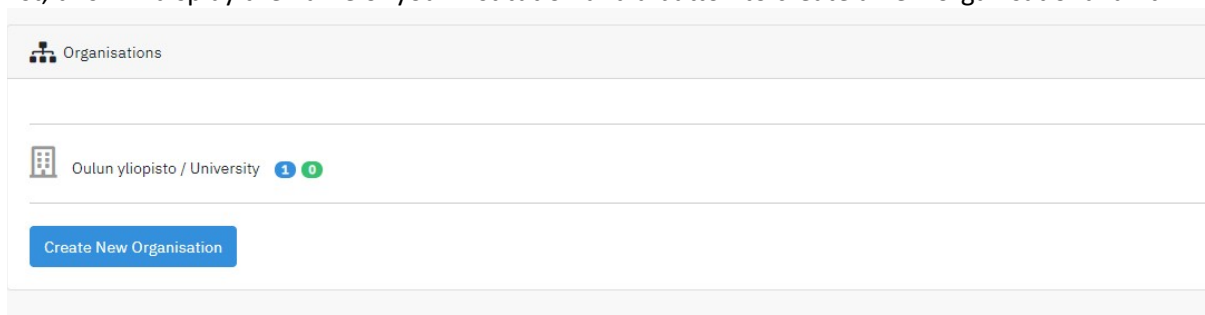 Organisations
Oulun yliopisto / University 1 0
Create New Organisation